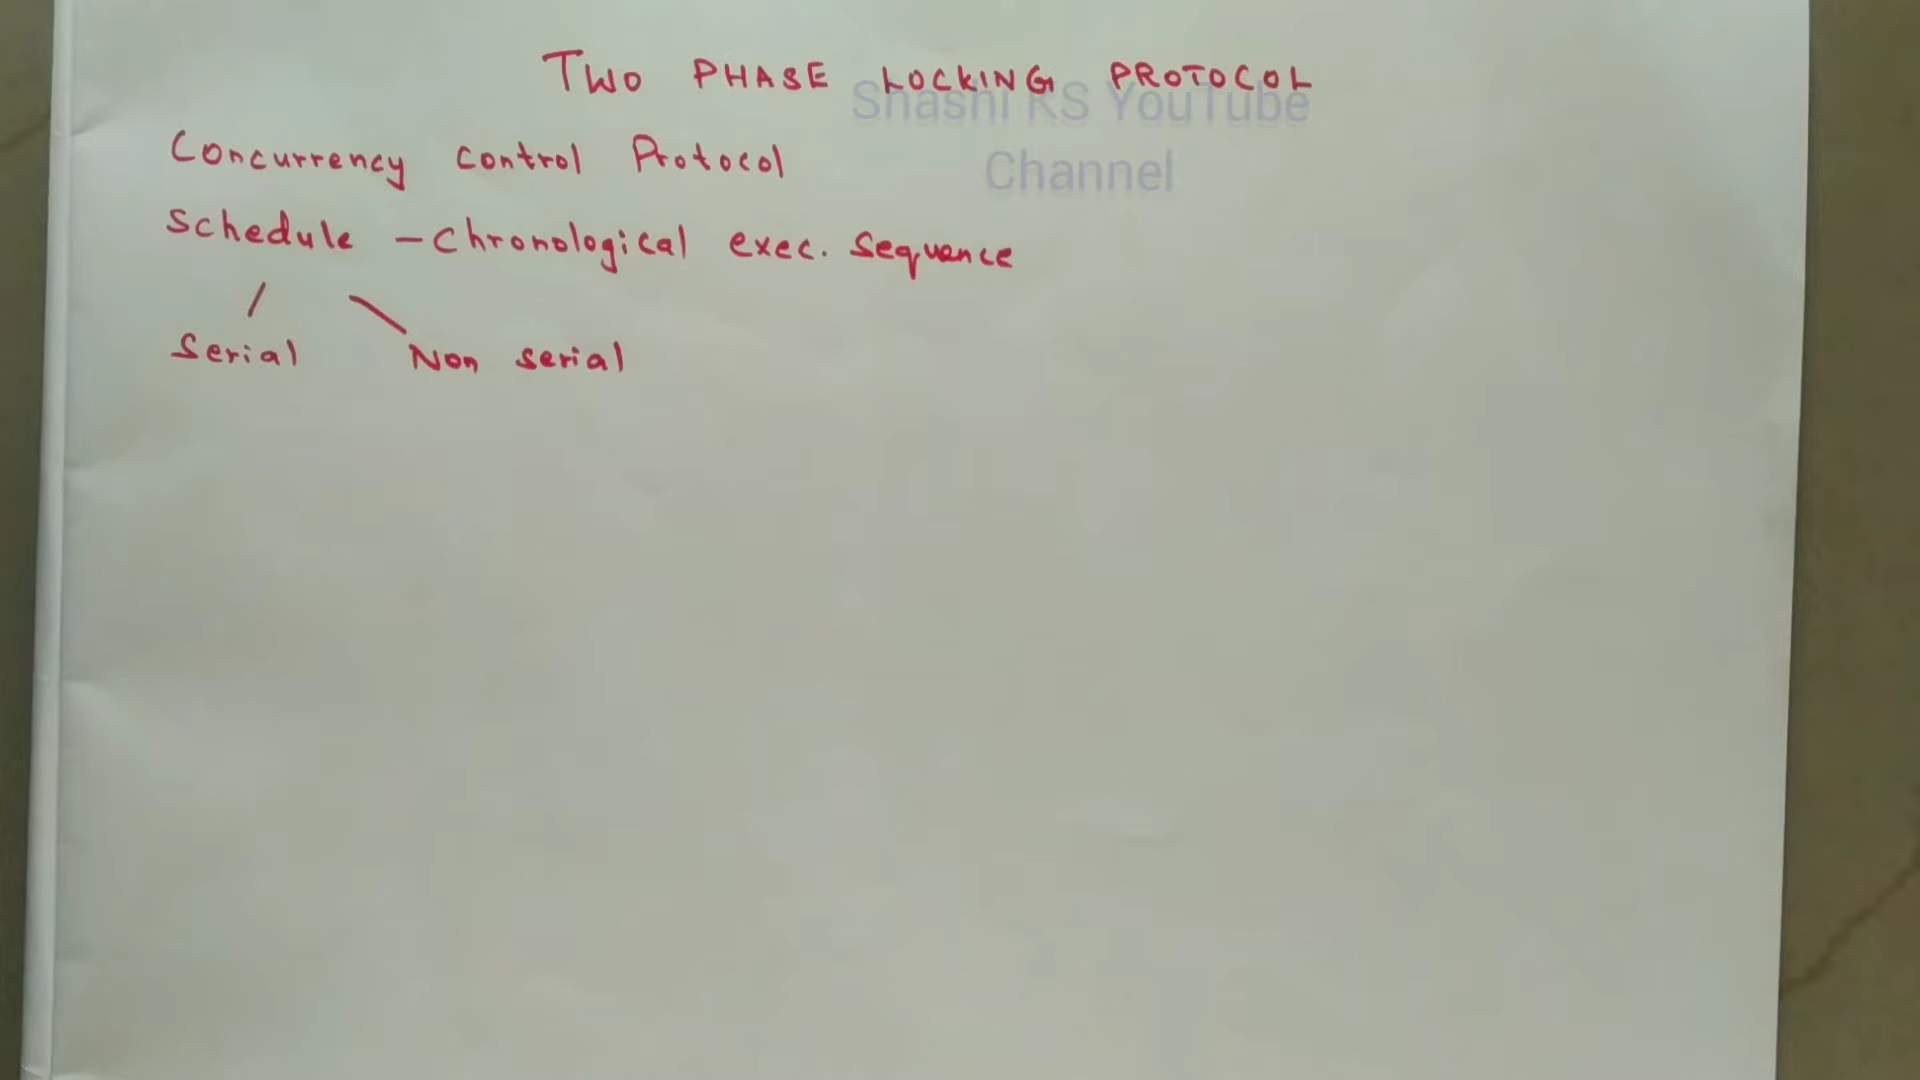 TWO PHASE LOCKING PROTOCOL
Shashi KS YouTube
Channel
Concurrency control Protocol
Schedule - Chronological exec. Sequence
Serial Non serial